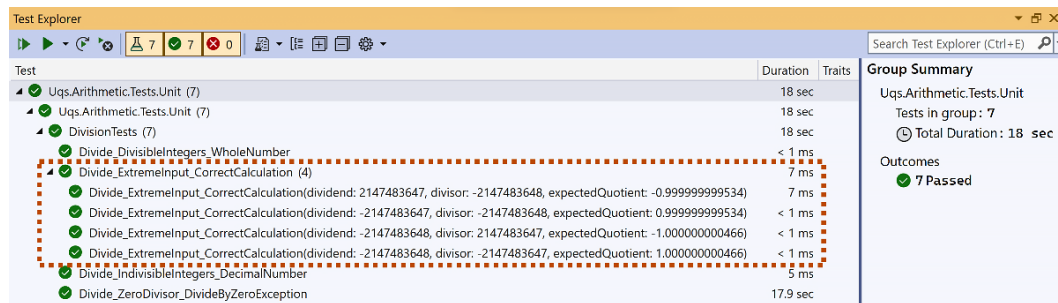 Test Explorer
7 7 0
Search Test Explorer (Ctrl+E)
Test Duration Traits
Uqs.Arithmetic.Tests.Unit (7) 18 sec
Uqs.Arithmetic.Tests.Unit (7) 18 sec
DivisionTests (7) 18 sec
Divide_DivisibleIntegers_WholeNumber < 1 ms
Divide_ExtremeInput_CorrectCalculation (4) 7 ms
Divide_ExtremeInput_CorrectCalculation(dividend: 2147483647, divisor: -2147483648, expectedQuotient: -0.999999999534) 7 ms
Divide_ExtremeInput_CorrectCalculation(dividend: -2147483647, divisor: -2147483648, expectedQuotient: 0.999999999534) < 1 ms
Divide_ExtremeInput_CorrectCalculation(dividend: -2147483648, divisor: 2147483647, expectedQuotient: -1.000000000466) < 1 ms
Divide_ExtremeInput_CorrectCalculation(dividend: -2147483648, divisor: -2147483647, expectedQuotient: 1.000000000466) < 1 ms
Divide_IndivisibleIntegers_DecimalNumber 5 ms
Divide_ZeroDivisor_DivideByZeroException 17.9 sec
Group Summary
Uqs.Arithmetic.Tests.Unit
Tests in group: 7
Total Duration: 18 sec
Outcomes
7 Passed